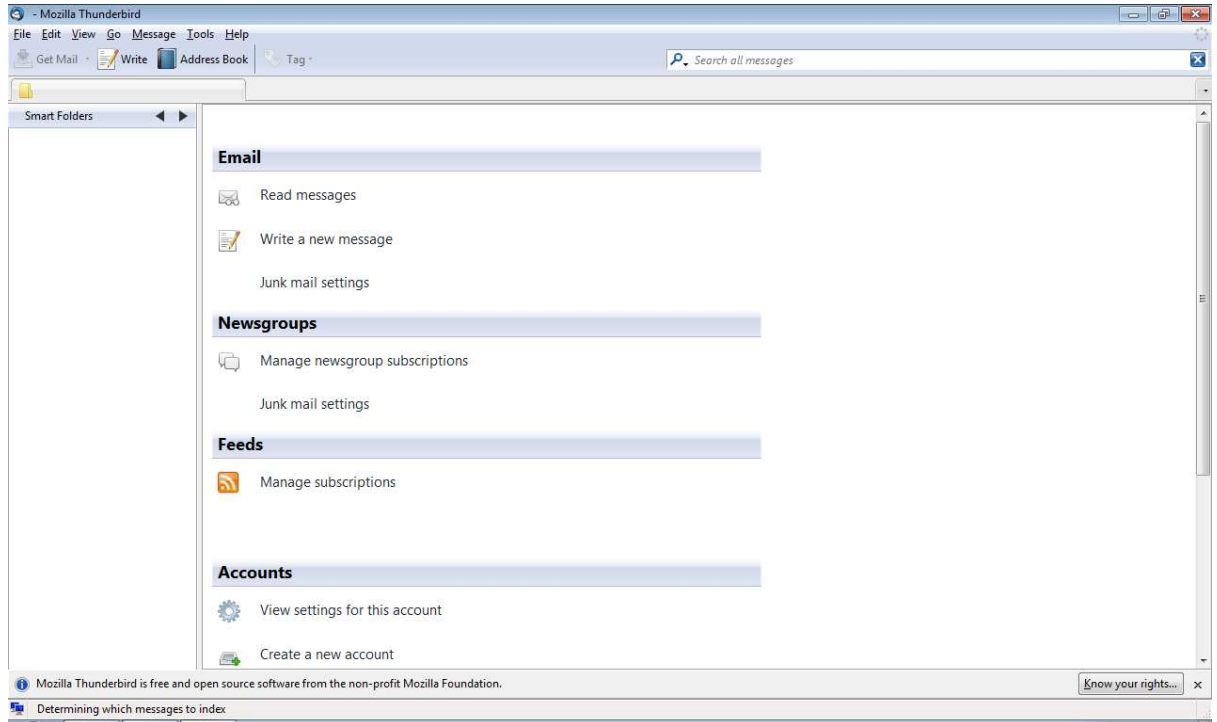 - Mozilla Thunderbird
File Edit View Go Message Tools Help
Get Mail Write Address Book Tag Search all messages
Smart Folders
Email
Read messages
Write a new message
Junk mail settings
Newsgroups
Manage newsgroup subscriptions
Junk mail settings
Feeds
Manage subscriptions
Accounts
View settings for this account
Create a new account
Mozilla Thunderbird is free and open source software from the non-profit Mozilla Foundation. Know your rights...
Determining which messages to index